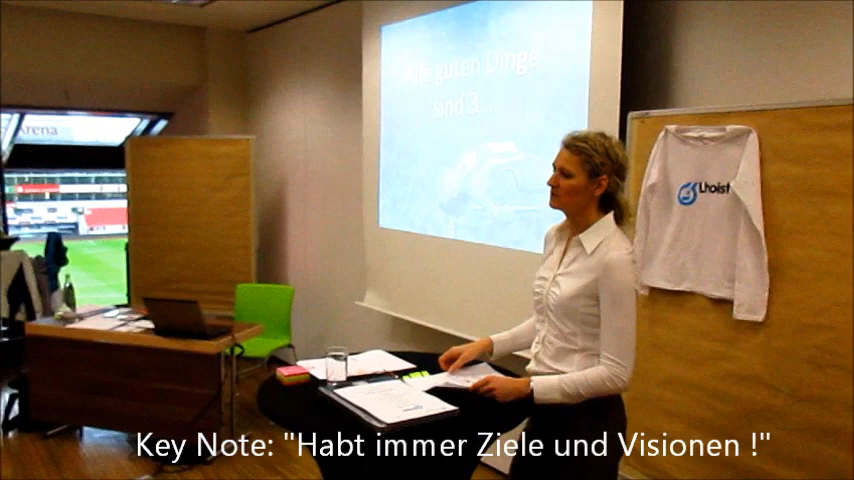 Alle guten Dinge
sind 3...
Arena
Lhoist
Key Note: "Habt immer Ziele und Visionen !"